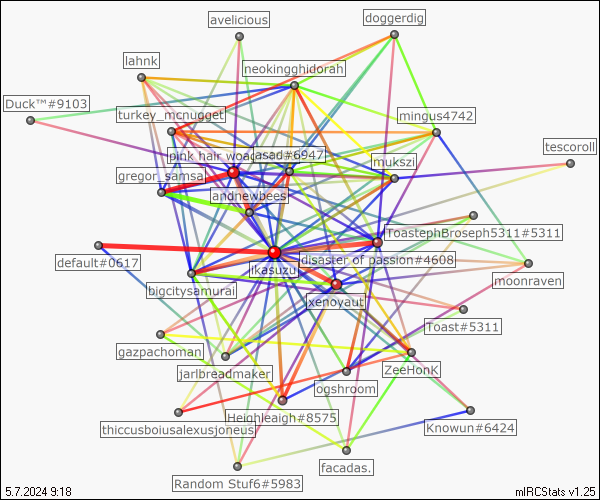 avelicious
doggerdig
lahnk
neokingghidorah
Duck™#9103
turkey_mcnugget
mingus4742
tescoroll
pink hair woac
asad#6947
mukszi
gregor_samsa
andnewbees
ToastephBroseph5311#5311
default#0617
ikasuzu
disaster of passion#4608
moonraven
bigcitysamurai
xenoyaut
Toast#5311
gazpachoman
jarlbreadmaker
ogshroom
ZeeHonK
thiccusboiusalexusjoneus
Heighleaigh#8575
Knowun#6424
Random Stuf6#5983
facadas.
5.7.2024 9:18
mIRCStats v1.25